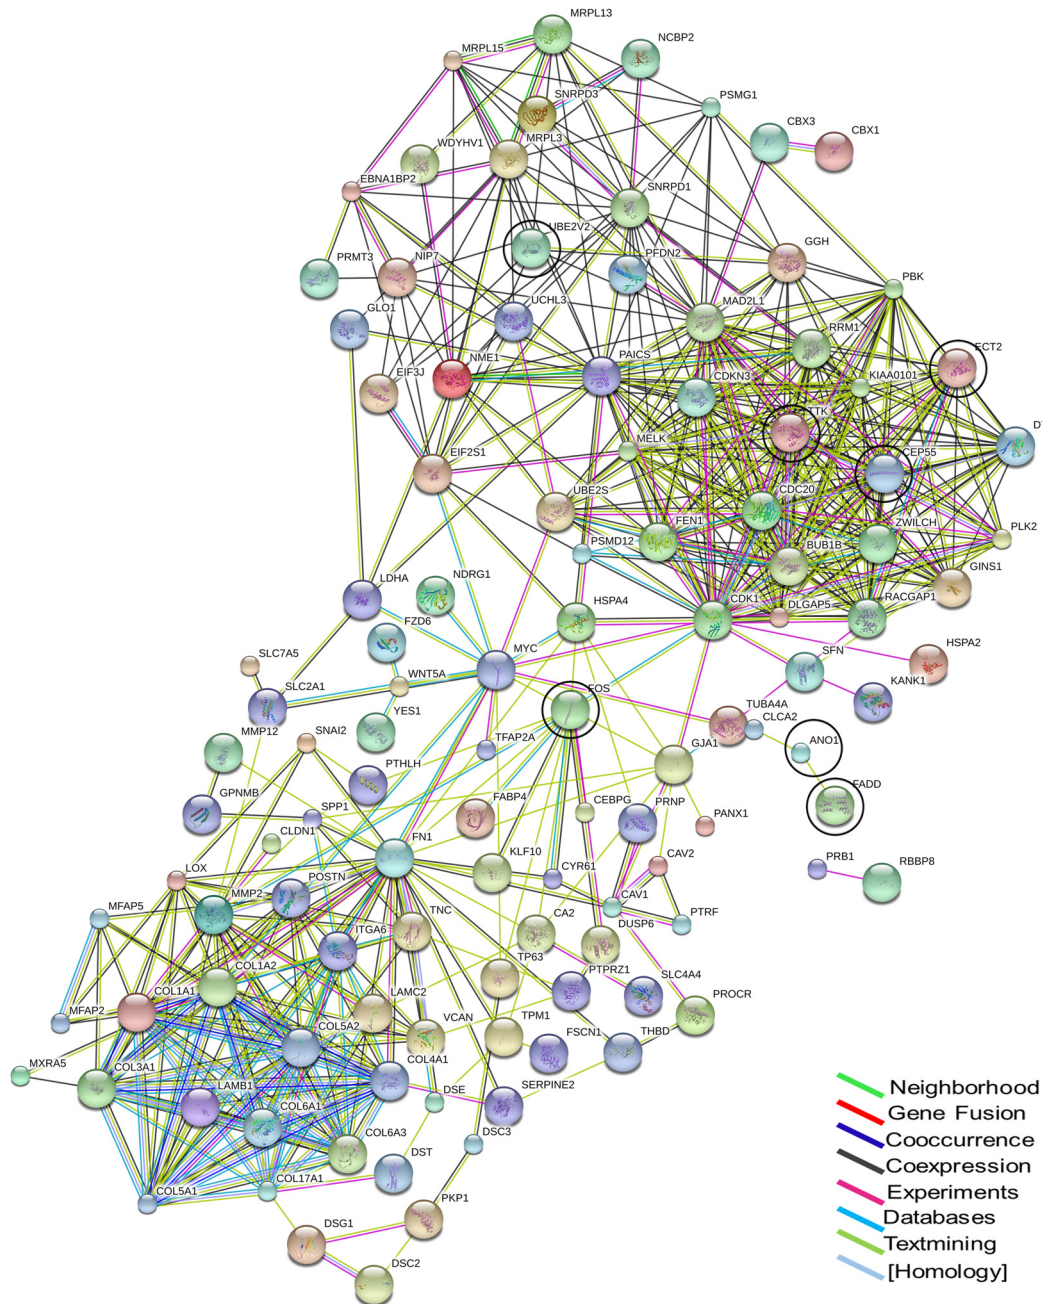 MRPL13
NCBP2
MRPL15
SNRPD3
PSMG1
CBX3
CBX1
WDYHV1
MRPL3
EBNA1BP2
SNRPD1
UBE2V2
GGH
PRMT3
NIP7
PFDN2
PBK
GLO1
UCHL3
MAD2L1
RRM1
ECT2
EIF3J
NME1
PAICS
CDKN3
KIAA0101
TTK
D
MELK
EIF2S1
CEP55
UBE2S
CDC20
FEN1
ZWILCH
PLK2
PSMD12
BUB1B
GINS1
LDHA
NDRG1
HSPA4
CDK1
DLGAP5
RACGAP1
FZD6
MYC
SFN
HSPA2
SLC7A5
WNT5A
SLC2A1
FOS
KANK1
YES1
TUBA4A
CLCA2
MMP12
SNAI2
TFAP2A
GJA1
ANO1
PTHLH
FADD
GPNMB
SPP1
FABP4
CEBPG
PRNP
PANX1
CLDN1
FN1
KLF10
CYR61
CAV2
PRB1
RBBP8
LOX
POSTN
MMP2
CAV1
MFAP5
TNC
CA2
DUSP6
PTRF
ITGA6
TP63
COL1A2
PTPRZ1
SLC4A4
COL1A1
LAMC2
PROCR
MFAP2
COL5A2
VCAN
TPM1
FSCN1
THBD
MXRA5
COL3A1
COL4A1
LAMB1
DSE
SERPINE2
COL6A1
COL6A3
DSC3
DST
COL5A1
COL17A1
PKP1
DSG1
DSC2
Neighborhood
Gene Fusion
Cooccurrence
Coexpression
Experiments
Databases
Textmining
[Homology]